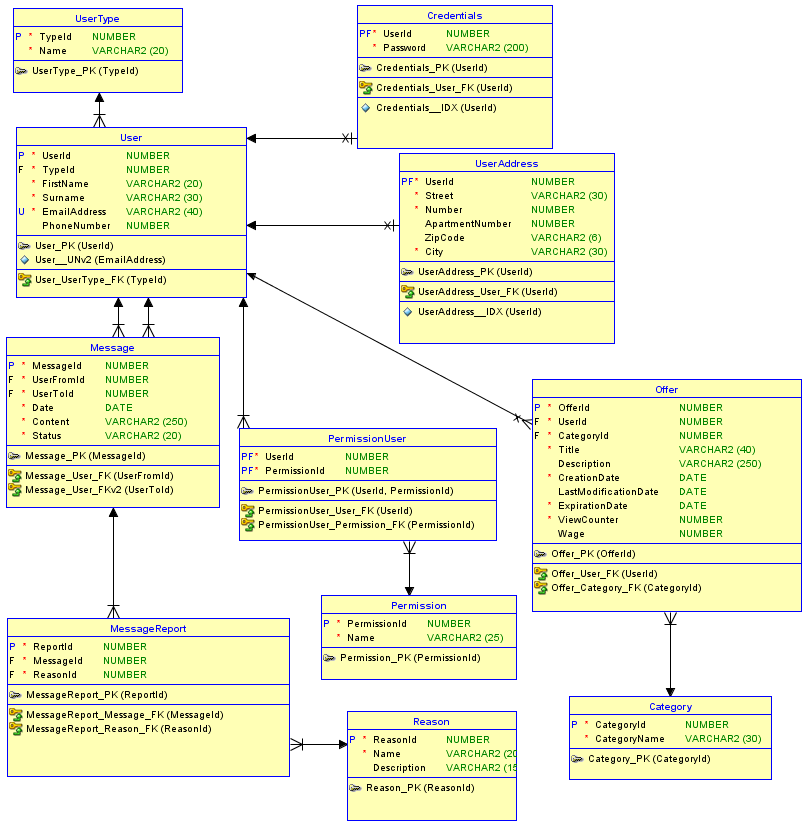 UserType
P * TypeId NUMBER
* Name VARCHAR2 (20)
UserType_PK (TypeId)
Credentials
PF* UserId NUMBER
* Password VARCHAR2 (200)
Credentials_PK (UserId)
Credentials_User_FK (UserId)
Credentials__IDX (UserId)
User
P * UserId NUMBER
F * TypeId NUMBER
* FirstName VARCHAR2 (20)
* Surname VARCHAR2 (30)
U * EmailAddress VARCHAR2 (40)
PhoneNumber NUMBER
User_PK (UserId)
User__UNv2 (EmailAddress)
User_UserType_FK (TypeId)
UserAddress
PF* UserId NUMBER
* Street VARCHAR2 (30)
* Number NUMBER
ApartmentNumber NUMBER
ZipCode VARCHAR2 (6)
* City VARCHAR2 (30)
UserAddress_PK (UserId)
UserAddress_User_FK (UserId)
UserAddress__IDX (UserId)
Message
P * MessageId NUMBER
F * UserFromId NUMBER
F * UserToId NUMBER
* Date DATE
* Content VARCHAR2 (250)
* Status VARCHAR2 (20)
Message_PK (MessageId)
Message_User_FK (UserFromId)
Message_User_FKv2 (UserToId)
PermissionUser
PF* UserId NUMBER
PF* PermissionId NUMBER
PermissionUser_PK (UserId, PermissionId)
PermissionUser_User_FK (UserId)
PermissionUser_Permission_FK (PermissionId)
Offer
P * OfferId NUMBER
F * UserId NUMBER
F * CategoryId NUMBER
* Title VARCHAR2 (40)
Description VARCHAR2 (250)
* CreationDate DATE
LastModificationDate DATE
* ExpirationDate DATE
* ViewCounter NUMBER
Wage NUMBER
Offer_PK (OfferId)
Offer_User_FK (UserId)
Offer_Category_FK (CategoryId)
Permission
P * PermissionId NUMBER
* Name VARCHAR2 (25)
Permission_PK (PermissionId)
MessageReport
P * ReportId NUMBER
F * MessageId NUMBER
F * ReasonId NUMBER
MessageReport_PK (ReportId)
MessageReport_Message_FK (MessageId)
MessageReport_Reason_FK (ReasonId)
Reason
P * ReasonId NUMBER
* Name VARCHAR2 (20
Description VARCHAR2 (15
Reason_PK (ReasonId)
Category
P * CategoryId NUMBER
* CategoryName VARCHAR2 (30)
Category_PK (CategoryId)